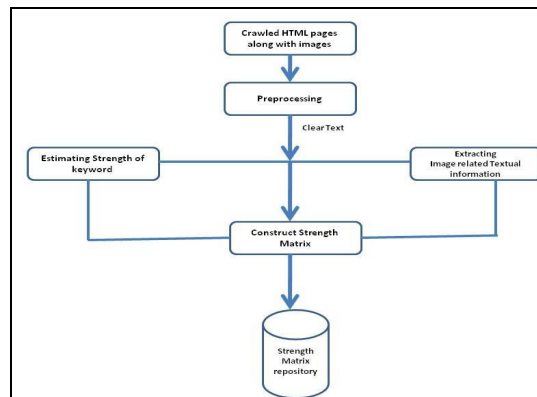 Crawled HTML pages
along with images
Preprocessing
Clear Text
Estimating Strength of
keyword
Extracting
Image related Textual
information
Construct Strength
Matrix
Strength
Matrix
repository